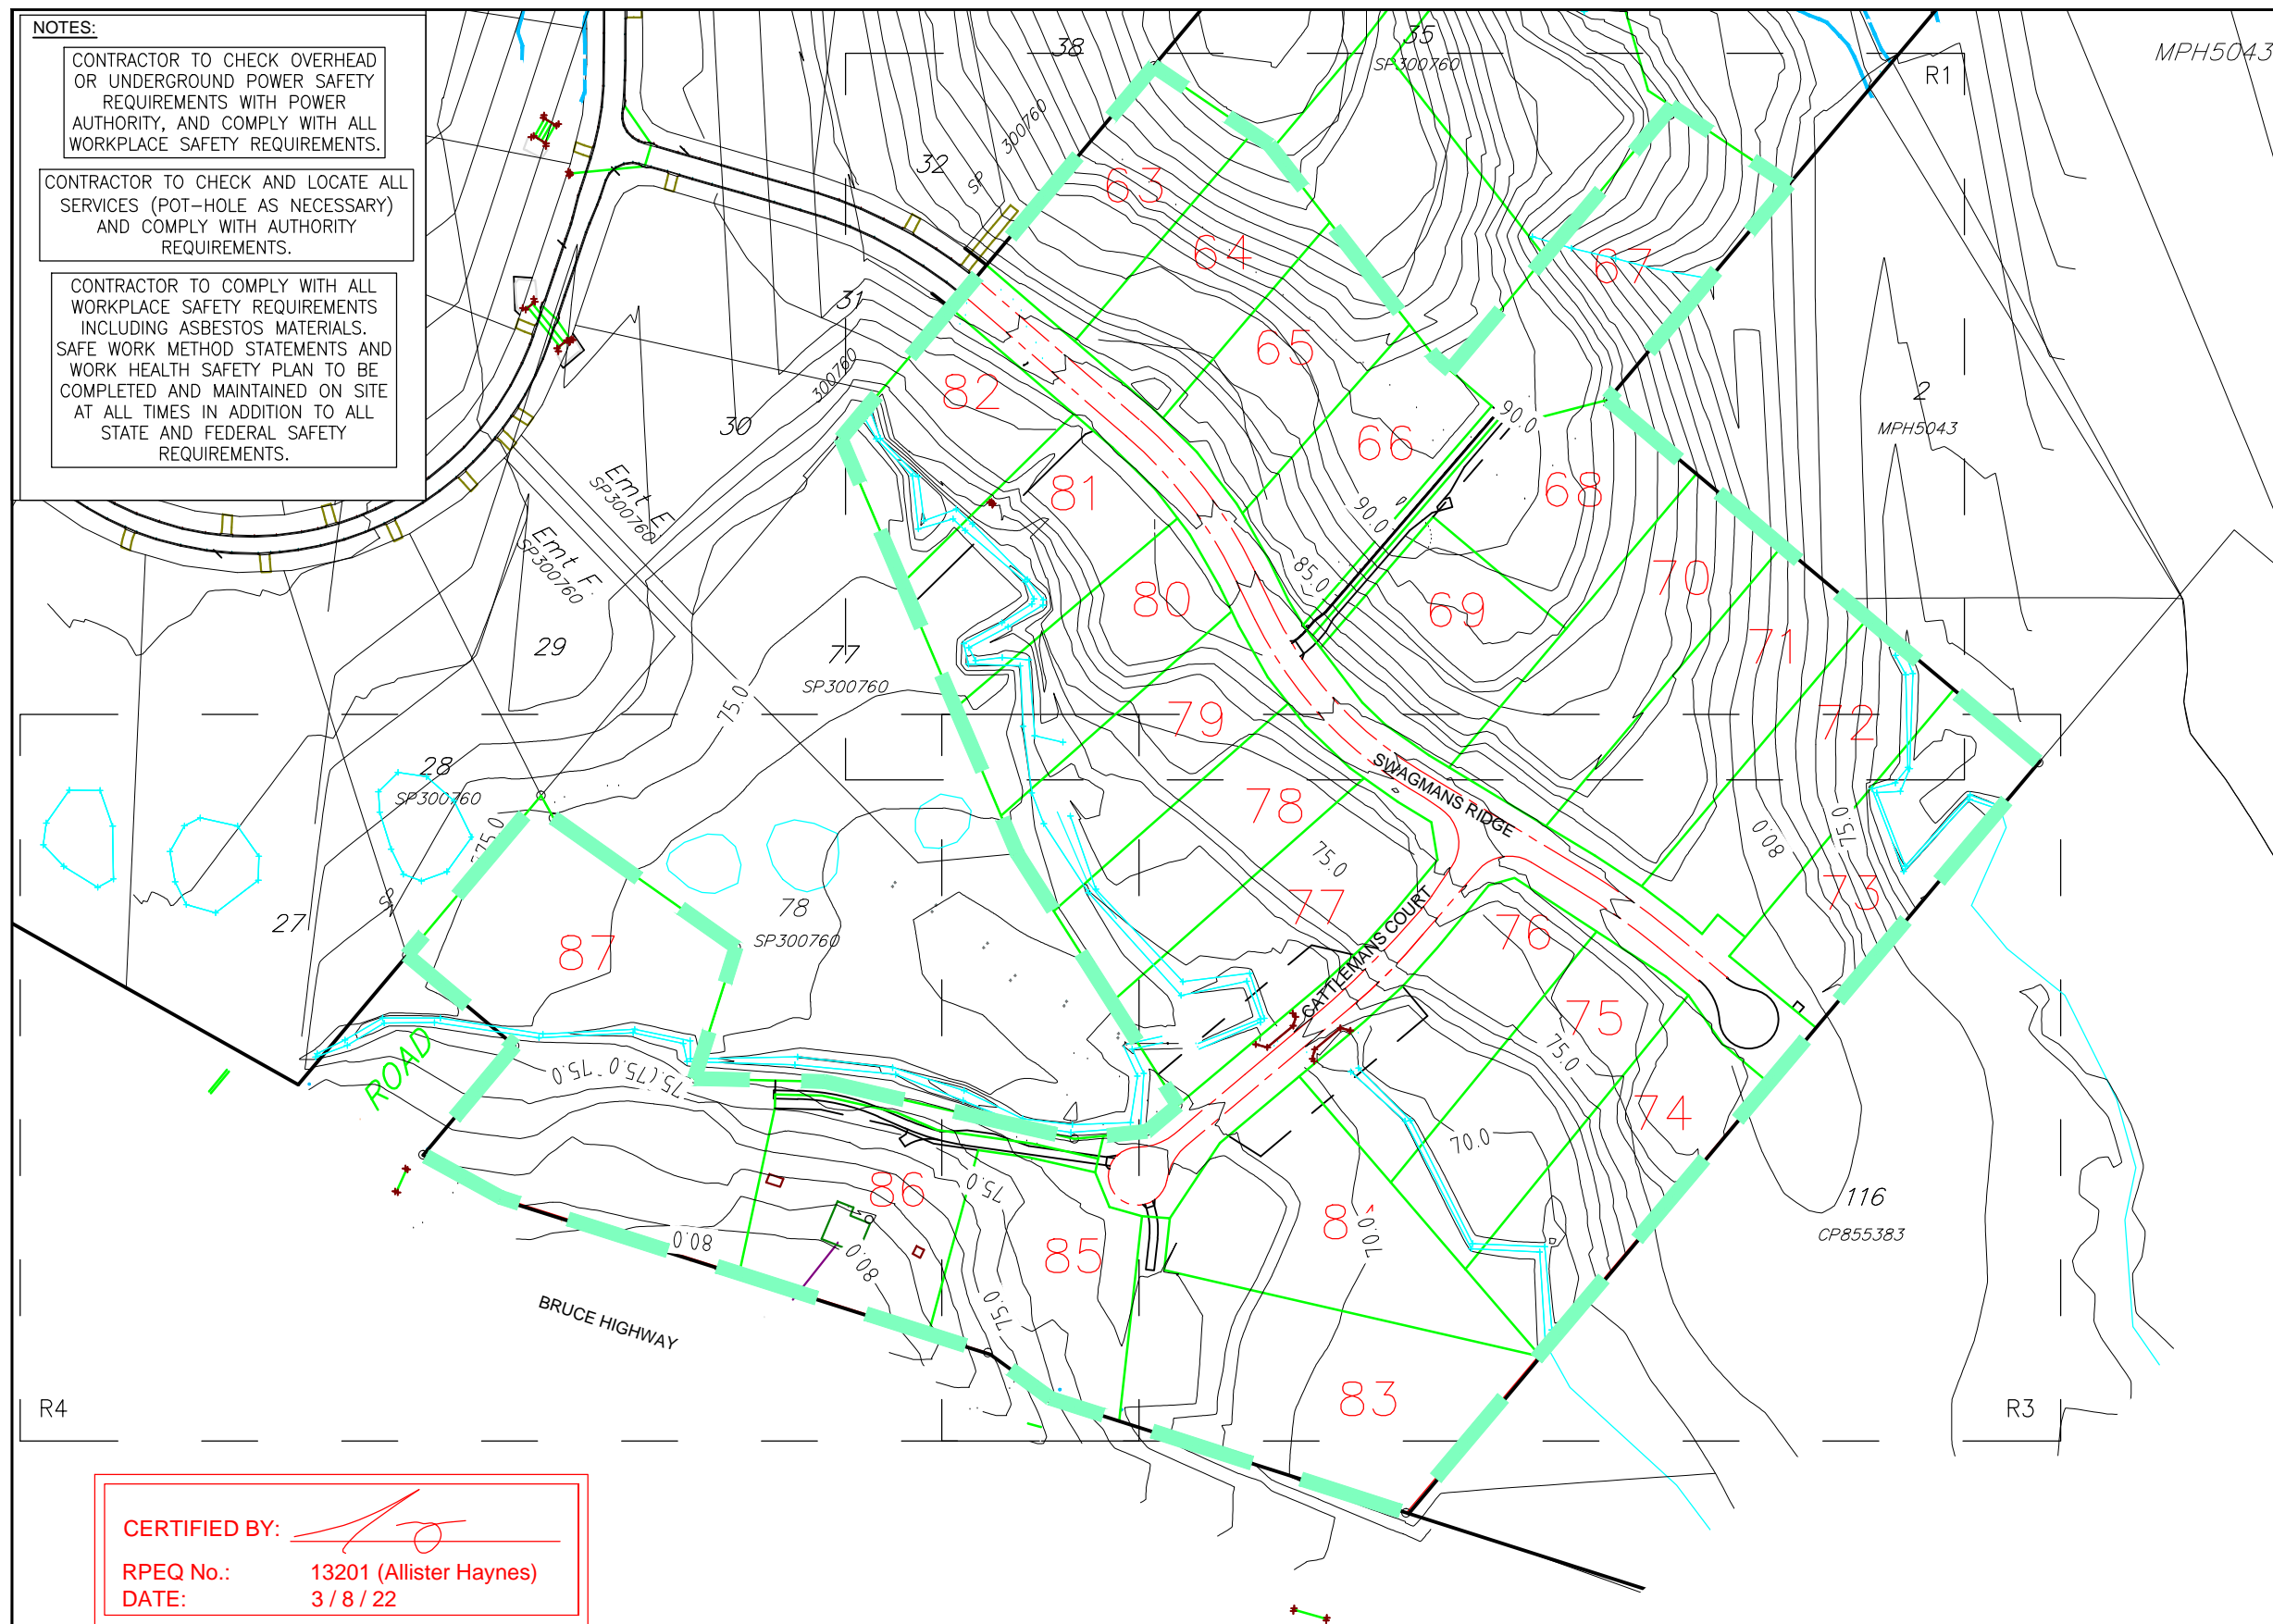 NOTES:
CONTRACTOR TO CHECK OVERHEAD
OR UNDERGROUND POWER SAFETY
REQUIREMENTS WITH POWER
AUTHORITY, AND COMPLY WITH ALL
WORKPLACE SAFETY REQUIREMENTS.
CONTRACTOR TO CHECK AND LOCATE ALL
SERVICES (POT-HOLE AS NECESSARY)
AND COMPLY WITH AUTHORITY
REQUIREMENTS.
CONTRACTOR TO COMPLY WITH ALL
WORKPLACE SAFETY REQUIREMENTS
INCLUDING ASBESTOS MATERIALS.
SAFE WORK METHOD STATEMENTS AND
WORK HEALTH SAFETY PLAN TO BE
COMPLETED AND MAINTAINED ON SITE
AT ALL TIMES IN ADDITION TO ALL
STATE AND FEDERAL SAFETY
REQUIREMENTS.
38
35
SP300760
R1
MPH5043
32
SP 300760
63
64
67
31
65
300760
82
30
66
90.0
2
MPH5043
Emt E
SP300760
81
90.0
68
Emt F
SP300760
85.0
80
69
70
29
77
SP300760
75.0
71
79
72
28
SP300760
SWAGMANS RIDGE
78
75.0
80.0
75.0
75.0
SP
27
78
SP300760
87
77
CATTLEMANS COURT
76
73
75
75.0
ROAD
75.0
75.0
75.0
74
70.0
86
75.0
116
CP855383
80.0
80.0
85
70.0
75.0
BRUCE HIGHWAY
83
R4
R3
CERTIFIED BY:
RPEQ No.: 13201 (Allister Haynes)
DATE: 3 / 8 / 22